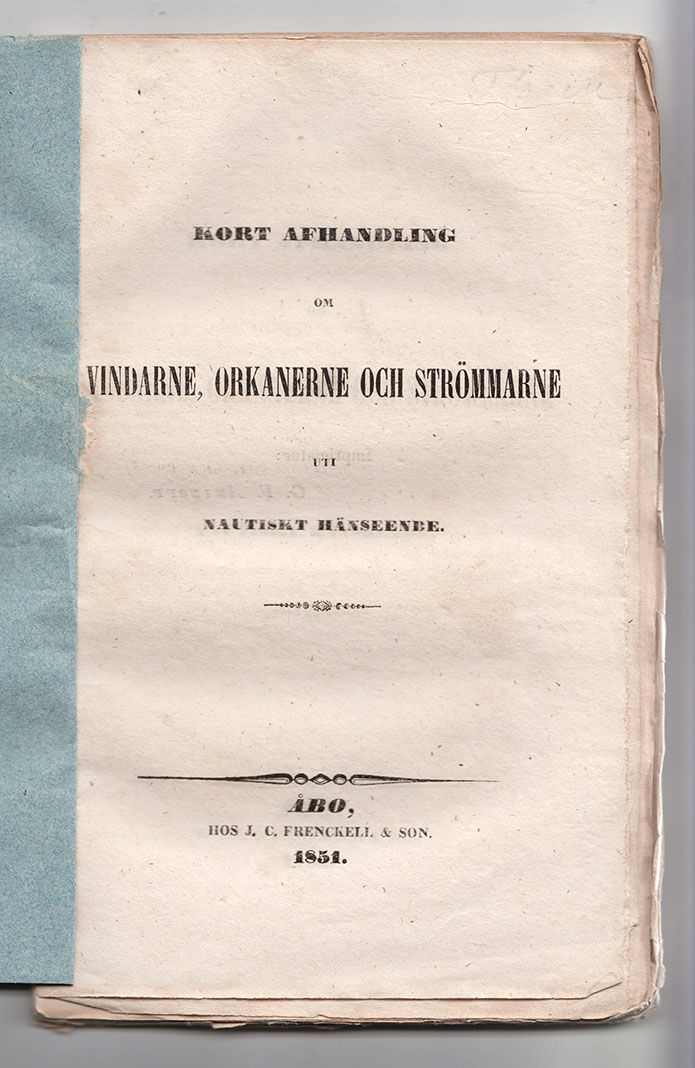 KORT AFHANDLING
OM
VINDARNE, ORKANERNE OCH STRÖMMARNE
UTI
NAUTISKT HÄNSEENDE.
ÅBO,
HOS J. C. FRENCKELL & SON.
1851.